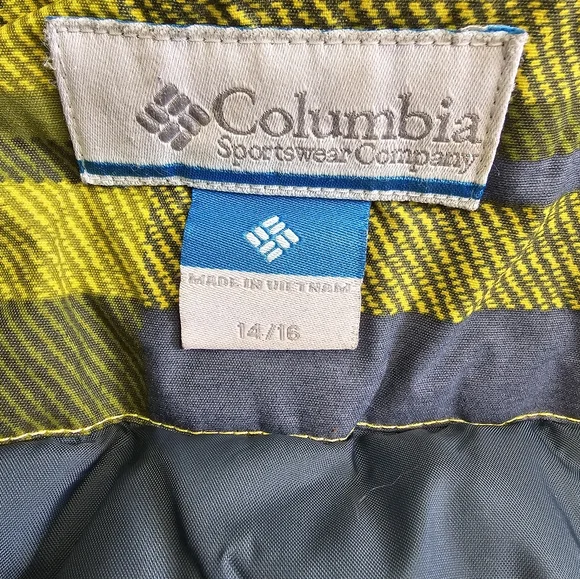 Columbia
Sportswear Company
MADE IN VIETNAM
14/16